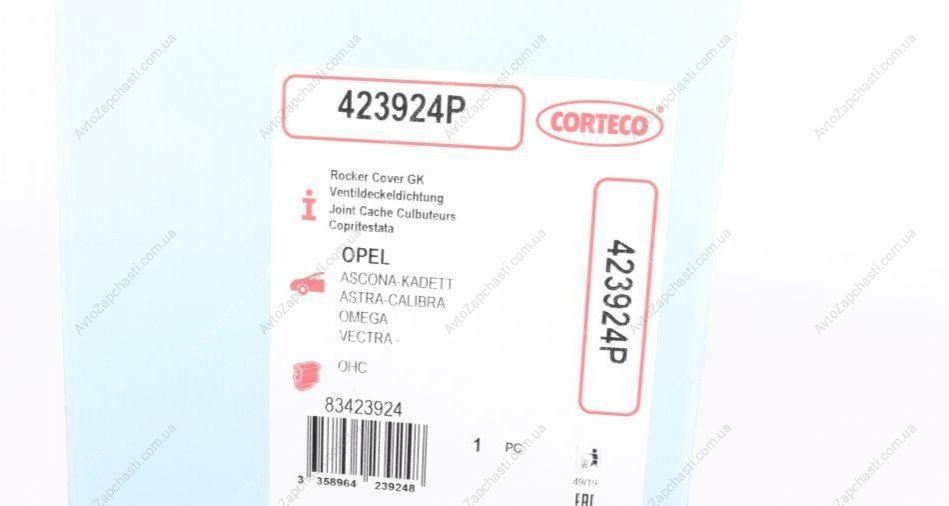 423924P
CORTECO
Rocker Cover GK
Ventildeckeldichtung
Joint Cache Culbuteurs
Copritestata
OPEL
ASCONA-KADETT
ASTRA-CALIBRA
OMEGA
VECTRA -
OHC
83423924
3 358964 239248
1 PC
49/19
EAC
423924P
AvtoZapchasti.com.ua